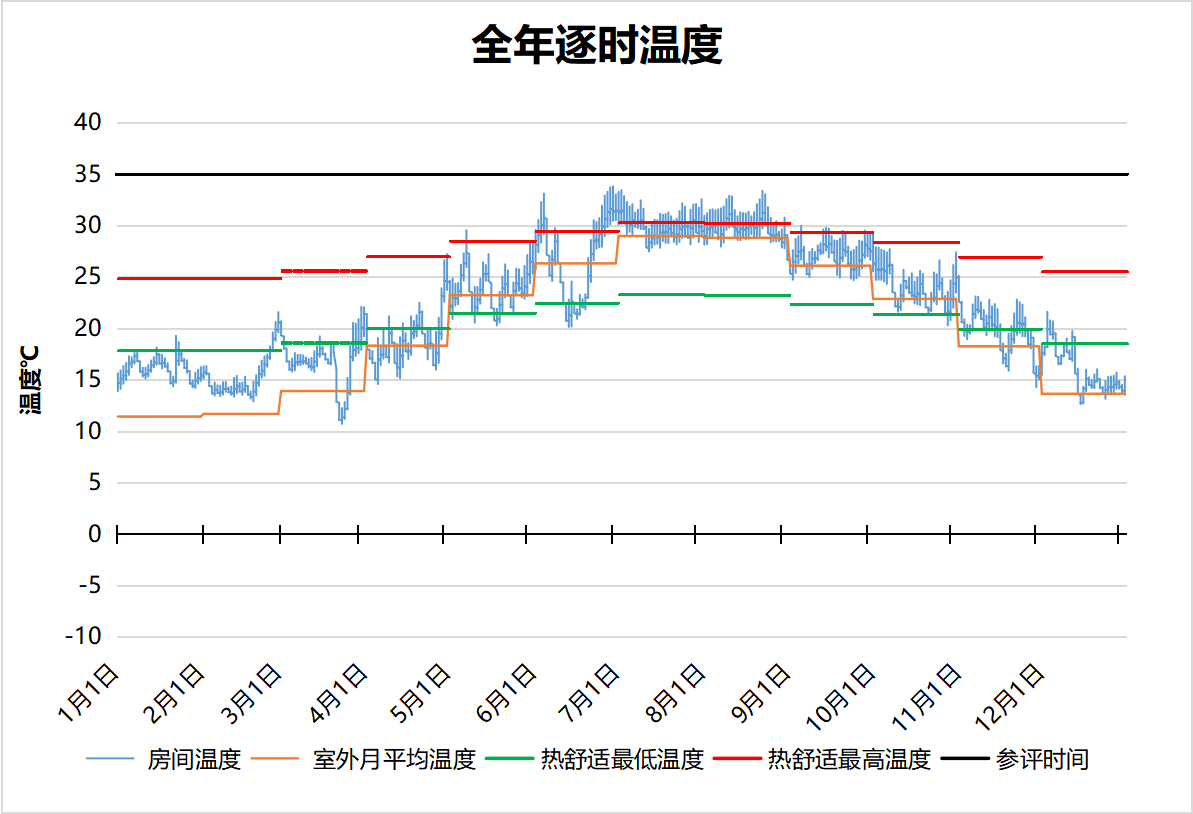 全年逐时温度
40
35
30
25
20
15
10
5
0
-5
-10
温度℃
1月1日
2月1日
3月1日
4月1日
5月1日
6月1日
7月1日
8月1日
9月1日
10月1日
11月1日
12月1日
房间温度 室外月平均温度 热舒适最低温度 热舒适最高温度 参评时间